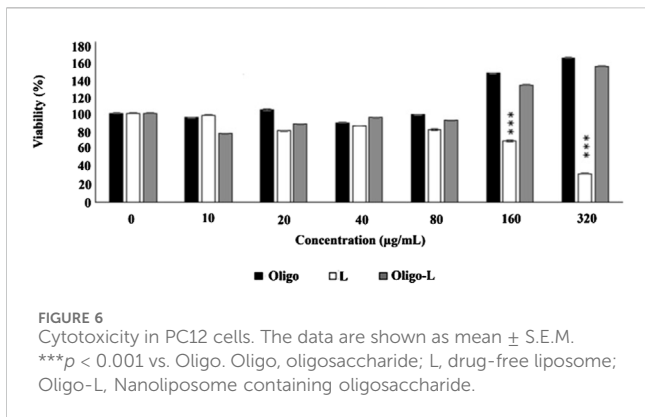 180
160
140
120
100
80
60
40
20
0
Viability (%)
***
***
0 10 20 40 80 160 320
Concentration (µg/mL)
Oligo L Oligo-L
FIGURE 6
Cytotoxicity in PC12 cells. The data are shown as mean ± S.E.M.
***p < 0.001 vs. Oligo. Oligo, oligosaccharide; L, drug-free liposome;
Oligo-L, Nanoliposome containing oligosaccharide.